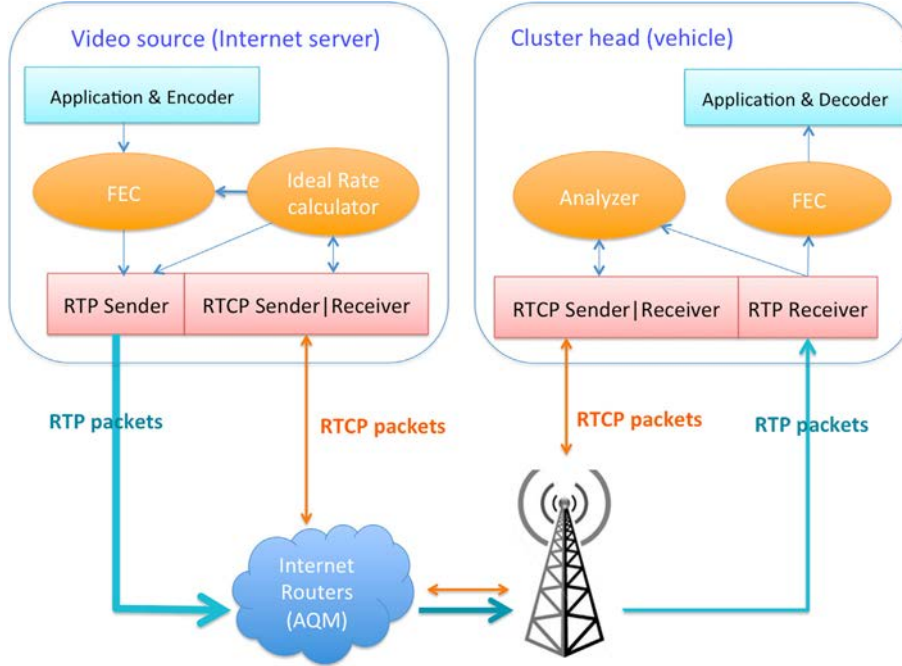 Video source (Internet server)
Application & Encoder
FEC
Ideal Rate
calculator
RTP Sender
RTCP Sender|Receiver
Cluster head (vehicle)
Application & Decoder
Analyzer
FEC
RTCP Sender|Receiver
RTP Receiver
RTP packets
RTCP packets
RTCP packets
RTP packets
Internet
Routers
(AQM)